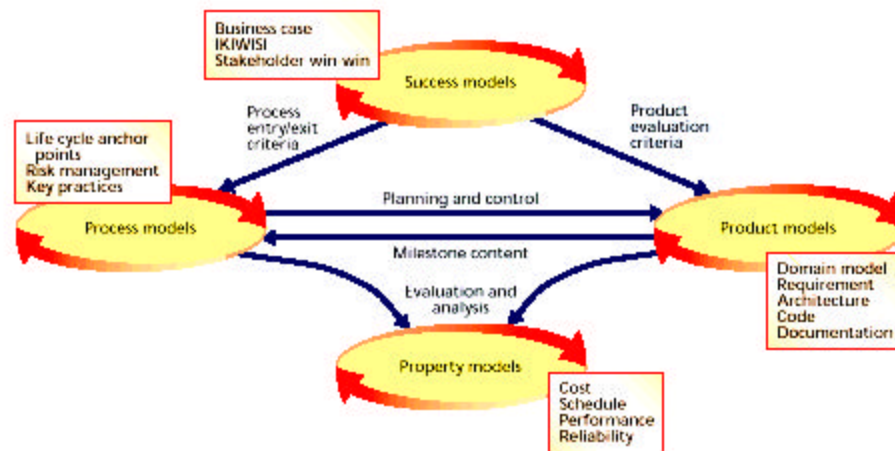 Business case
IKIWISI
Stakeholder win win
Success models
Process
entry/exit
criteria
Product
evaluation
criteria
Life cycle anchor
points
Risk management
Key practices
Planning and control
Process models
Product models
Milestone content
Evaluation and
analysis
Domain model
Requirement
Architecture
Code
Documentation
Property models
Cost
Schedule
Performance
Reliability